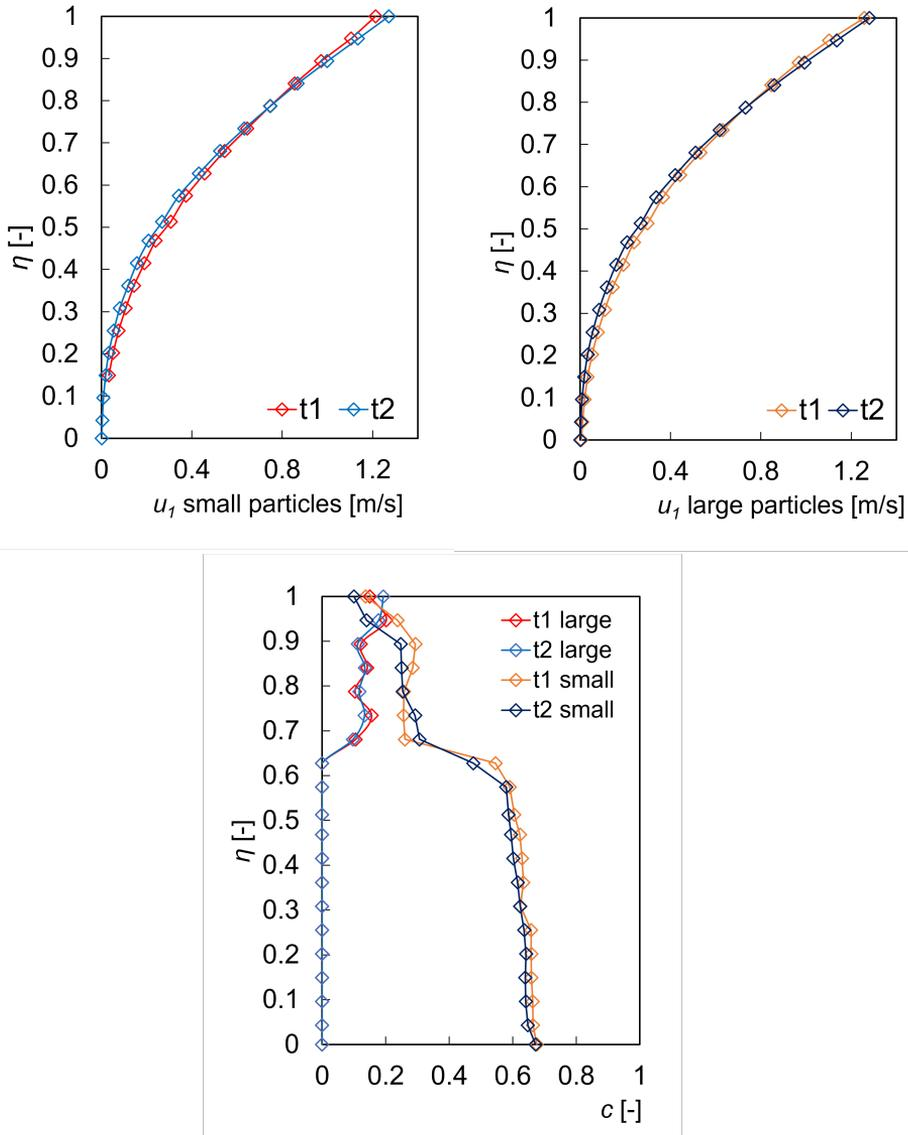 1
0.9
0.8
0.7
0.6
0.5
0.4
0.3
0.2
0.1
0
η [-]
0 0.4 0.8 1.2
u1 small particles [m/s]
t1 t2
1
0.9
0.8
0.7
0.6
0.5
0.4
0.3
0.2
0.1
0
η [-]
0 0.4 0.8 1.2
u1 large particles [m/s]
t1 t2
1
0.9
0.8
0.7
0.6
0.5
0.4
0.3
0.2
0.1
0
η [-]
t1 large
t2 large
t1 small
t2 small
0 0.2 0.4 0.6 0.8 1
c [-]